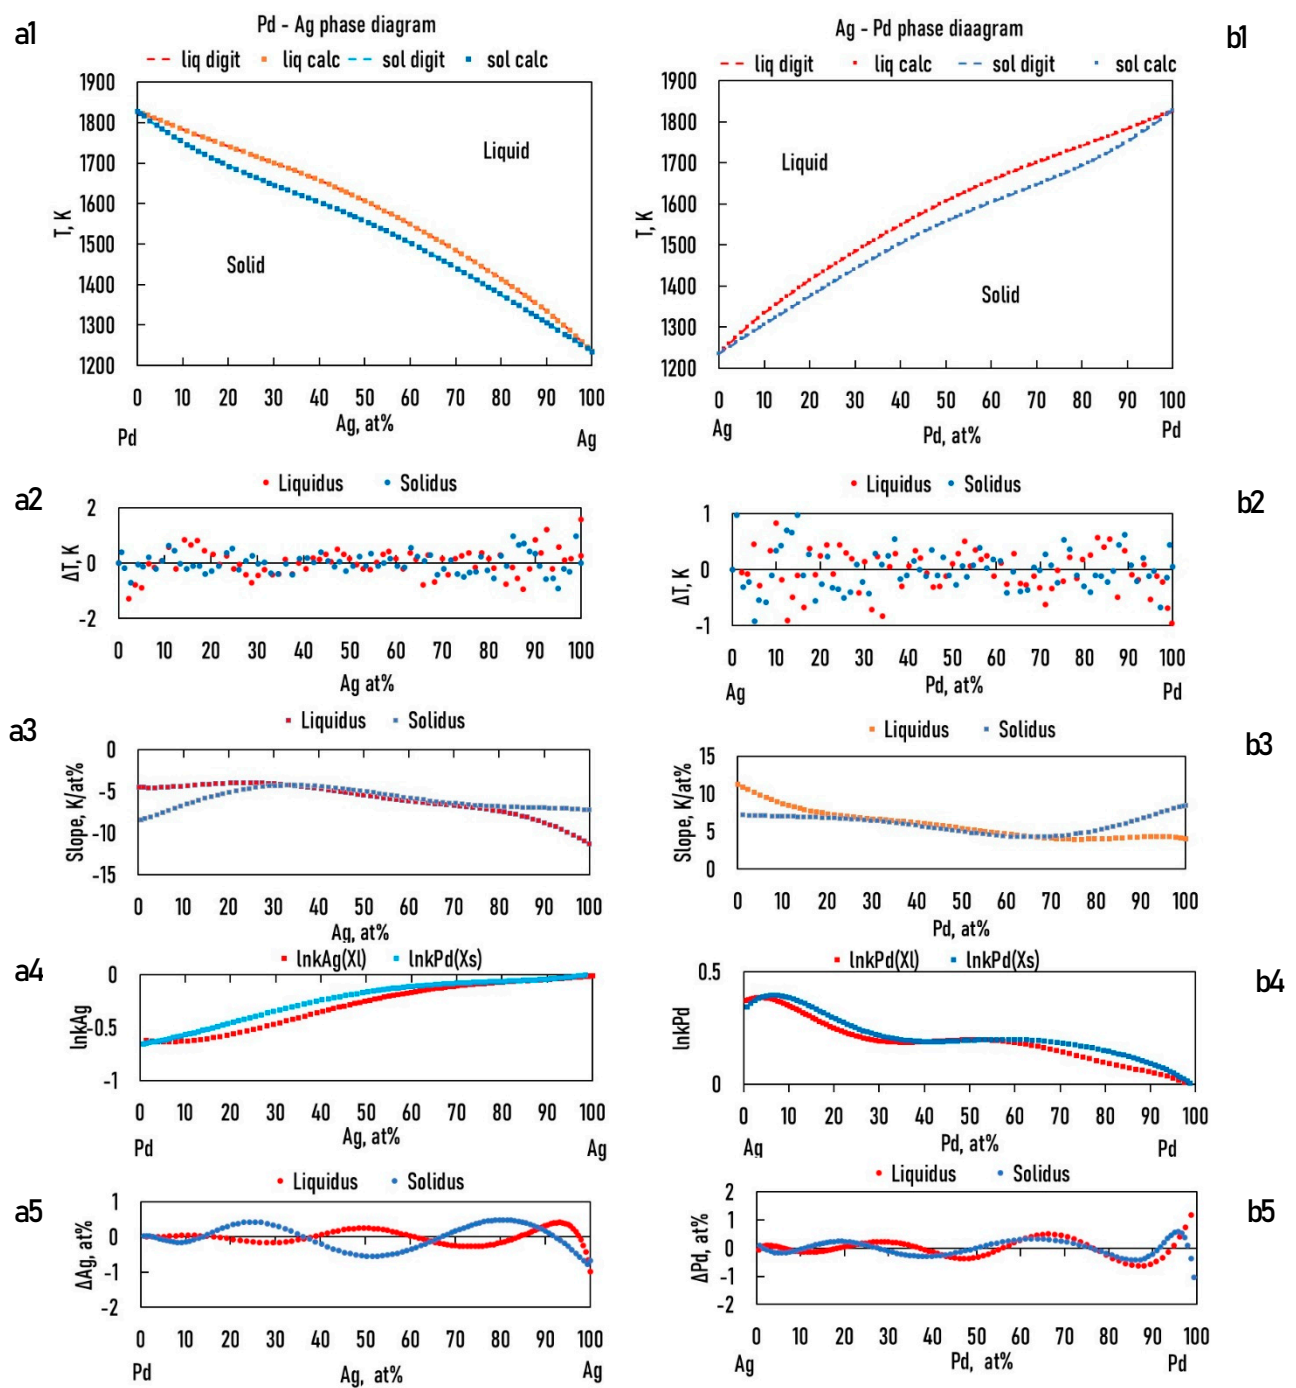 a1
Pd - Ag phase diagram
liq digit liq calc sol digit sol calc
1900
1800
1700
1600
1500
1400
1300
1200
T, K
Liquid
Solid
0 10 20 30 40 50 60 70 80 90 100
Ag, at%
Pd Ag
b1
Ag - Pd phase diaagram
liq digit liq calc sol digit sol calc
1900
1800
1700
1600
1500
1400
1300
1200
T, K
Liquid
Solid
0 10 20 30 40 50 60 70 80 90 100
Ag Pd, at% Pd
a2
Liquidus Solidus
2
0
-2
ΔT, K
0 10 20 30 40 50 60 70 80 90 100
Ag at%
b2
Liquidus Solidus
1
0
-1
ΔT, K
0 10 20 30 40 50 60 70 80 90 100
Ag Pd, at% Pd
a3
Liquidus Solidus
0
-5
-10
-15
Slope, K/at%
0 10 20 30 40 50 60 70 80 90 100
Ag, at%
b3
Liquidus Solidus
15
10
5
0
Slope, K/at%
0 10 20 30 40 50 60 70 80 90 100
Pd, at%
a4
lnkAg(Xl) lnkPd(Xs)
0
-0.5
-1
lnkAg
0 10 20 30 40 50 60 70 80 90 100
Pd Ag, at% Ag
b4
lnkPd(Xl) lnkPd(Xs)
0.5
0
lnkPd
0 10 20 30 40 50 60 70 80 90 100
Ag Pd, at% Pd
a5
Liquidus Solidus
1
0
-1
-2
ΔAg, at%
0 10 20 30 40 50 60 70 80 90 100
Pd Ag, at% Ag
b5
Liquidus Solidus
2
1
0
-1
-2
ΔPd, at%
0 10 20 30 40 50 60 70 80 90 100
Ag Pd, at% Pd